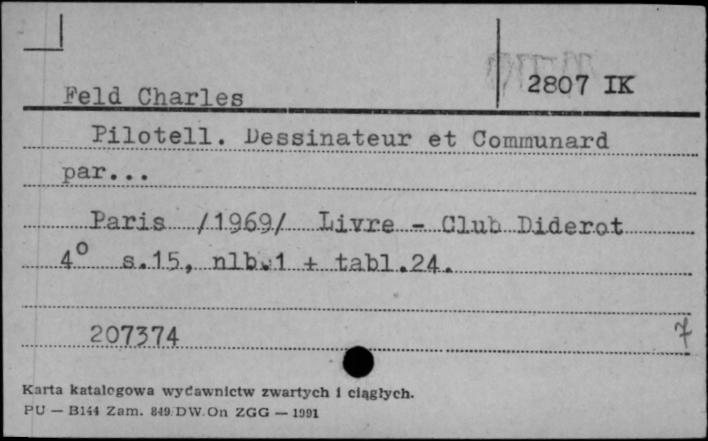 2807 IK
Feld Charles
Pilotell. Dessinateur et Communard
par...
Paris /1969/ Livre - Club Diderot
4° s.15, nlb.1 + tabl.24.
207374
7
Karta katalogowa wydawnictw zwartych i ciągłych.
PU — B144 Zam. 849/DW.On ZGG — 1991